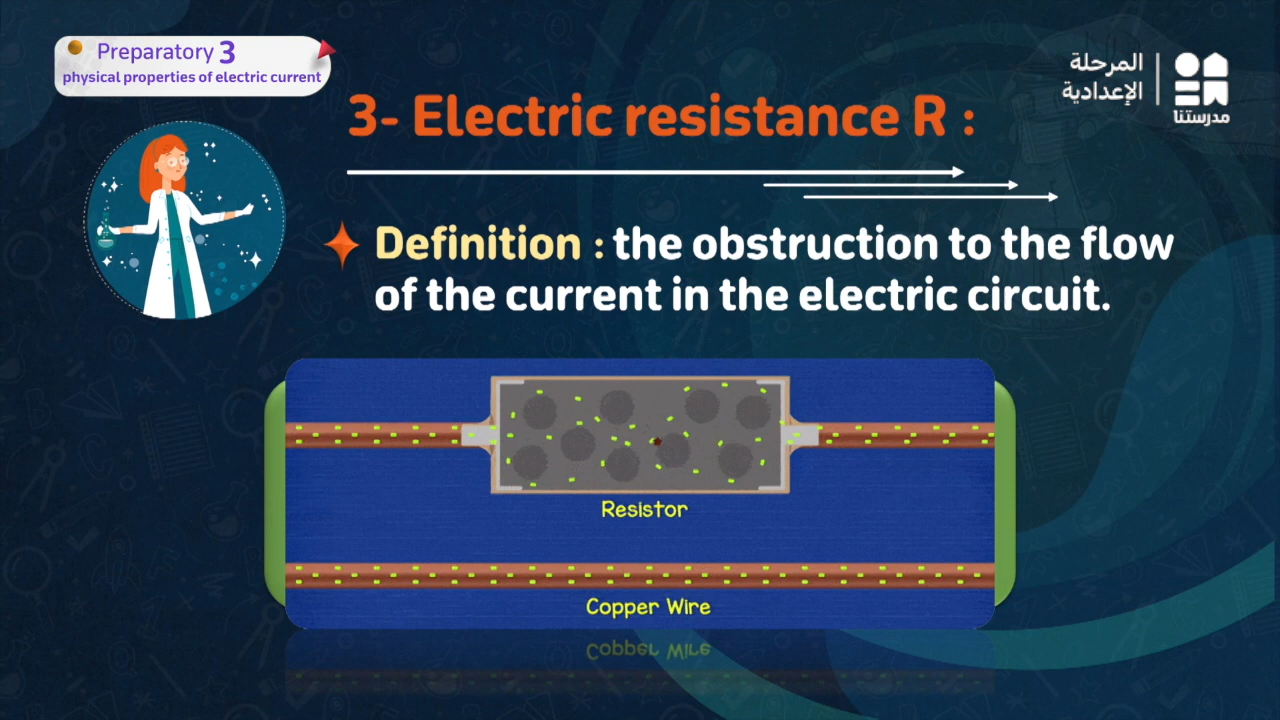 Preparatory 3
physical properties of electric current
المرحلة
الإعدادية
مدرستنا
3- Electric resistance R :
Definition : the obstruction to the flow
of the current in the electric circuit.
Resistor
Copper Wire